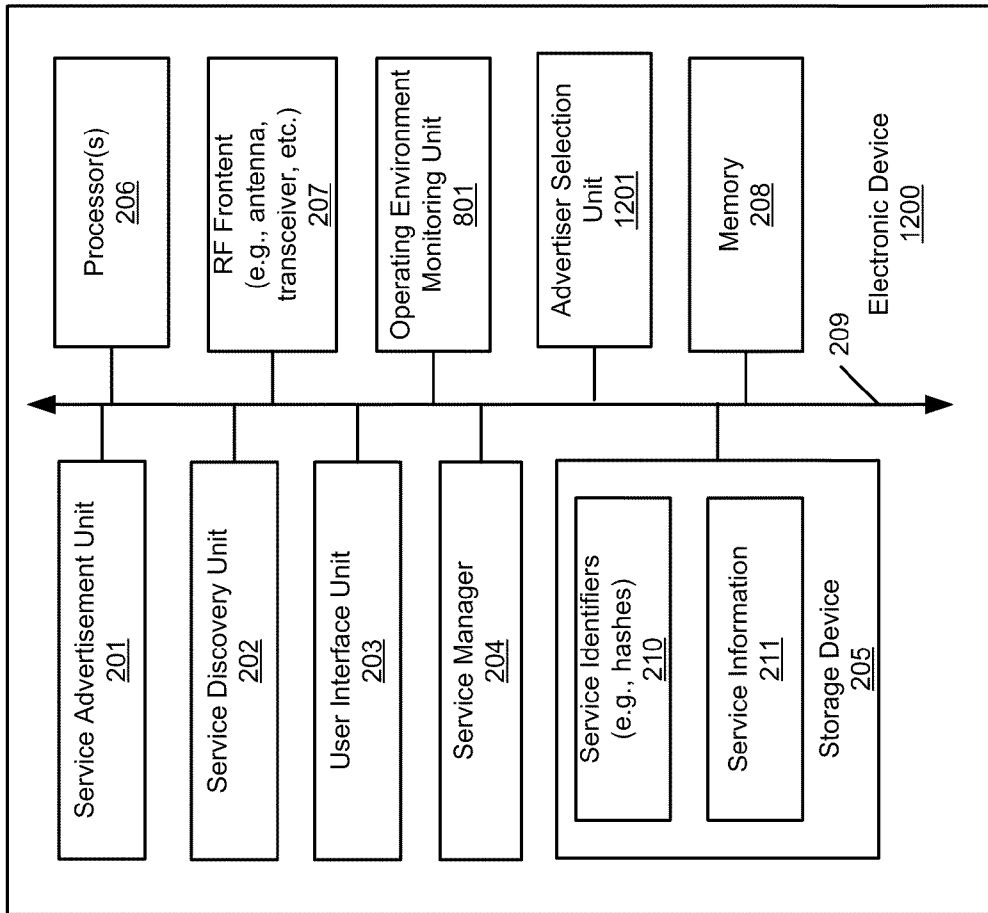 Service Advertisement Unit
201
Service Discovery Unit
202
User Interface Unit
203
Service Manager
204
Service Identifiers
(e.g., hashes)
210
Service Information
211
Storage Device
205
Processor(s)
206
RF Frontent
(e.g., antenna,
transceiver, etc.)
207
Operating Environment
Monitoring Unit
801
Advertiser Selection
Unit
1201
Memory
208
209
Electronic Device
1200